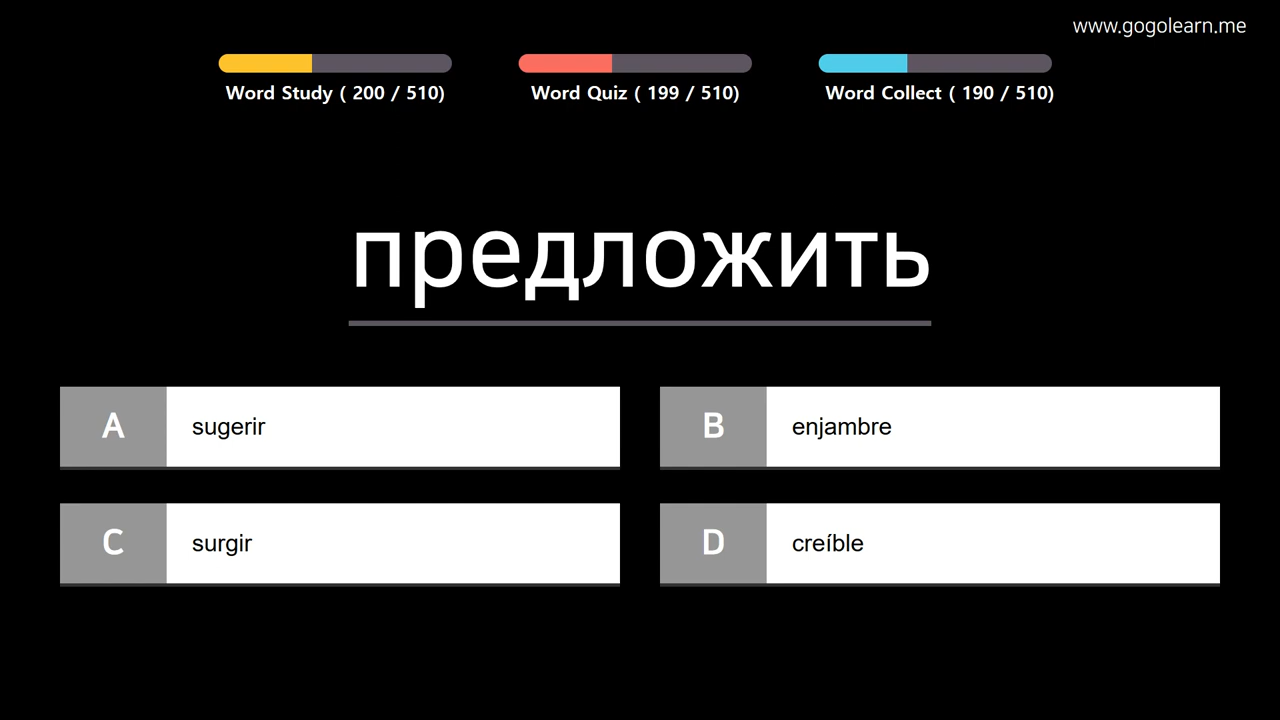 www.gogolearn.me
Word Study ( 200 / 510)
Word Quiz ( 199 / 510)
Word Collect ( 190 / 510)
предложить
A sugerir
B enjambre
C surgir
D creíble